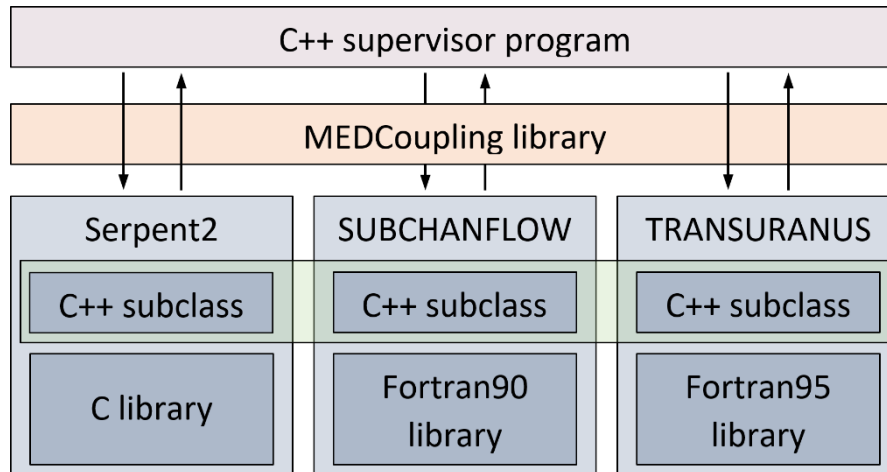 C++ supervisor program
MEDCoupling library
Serpent2
SUBCHANFLOW
TRANSURANUS
C++ subclass
C++ subclass
C++ subclass
C library
Fortran90
library
Fortran95
library